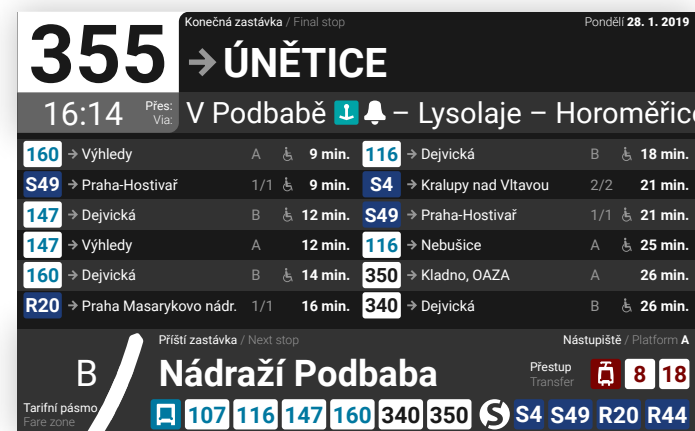 355
Konečná zastávka / Final stop
Pondělí 28. 1. 2019
→ ÚNĚTICE
16:14
Přes:
Via:
V Podbabě – Lysolaje – Horoměřice
160 → Výhledy A 9 min.
116 → Dejvická B 18 min.
S49 → Praha-Hostivař 1/1 9 min.
S4 → Kralupy nad Vltavou 2/2 21 min.
147 → Dejvická B 12 min.
S49 → Praha-Hostivař 1/1 21 min.
147 → Výhledy A 12 min.
116 → Nebušice A 25 min.
160 → Dejvická B 14 min.
350 → Kladno, OAZA A 26 min.
R20 → Praha Masarykovo nádr. 1/1 16 min.
340 → Dejvická B 26 min.
B
Tarifní pásmo
Fare zone
Příští zastávka / Next stop
Nástupiště / Platform A
Nádraží Podbaba
Přestup
Transfer
8 18
107 116 147 160 340 350 S S4 S49 R20 R44